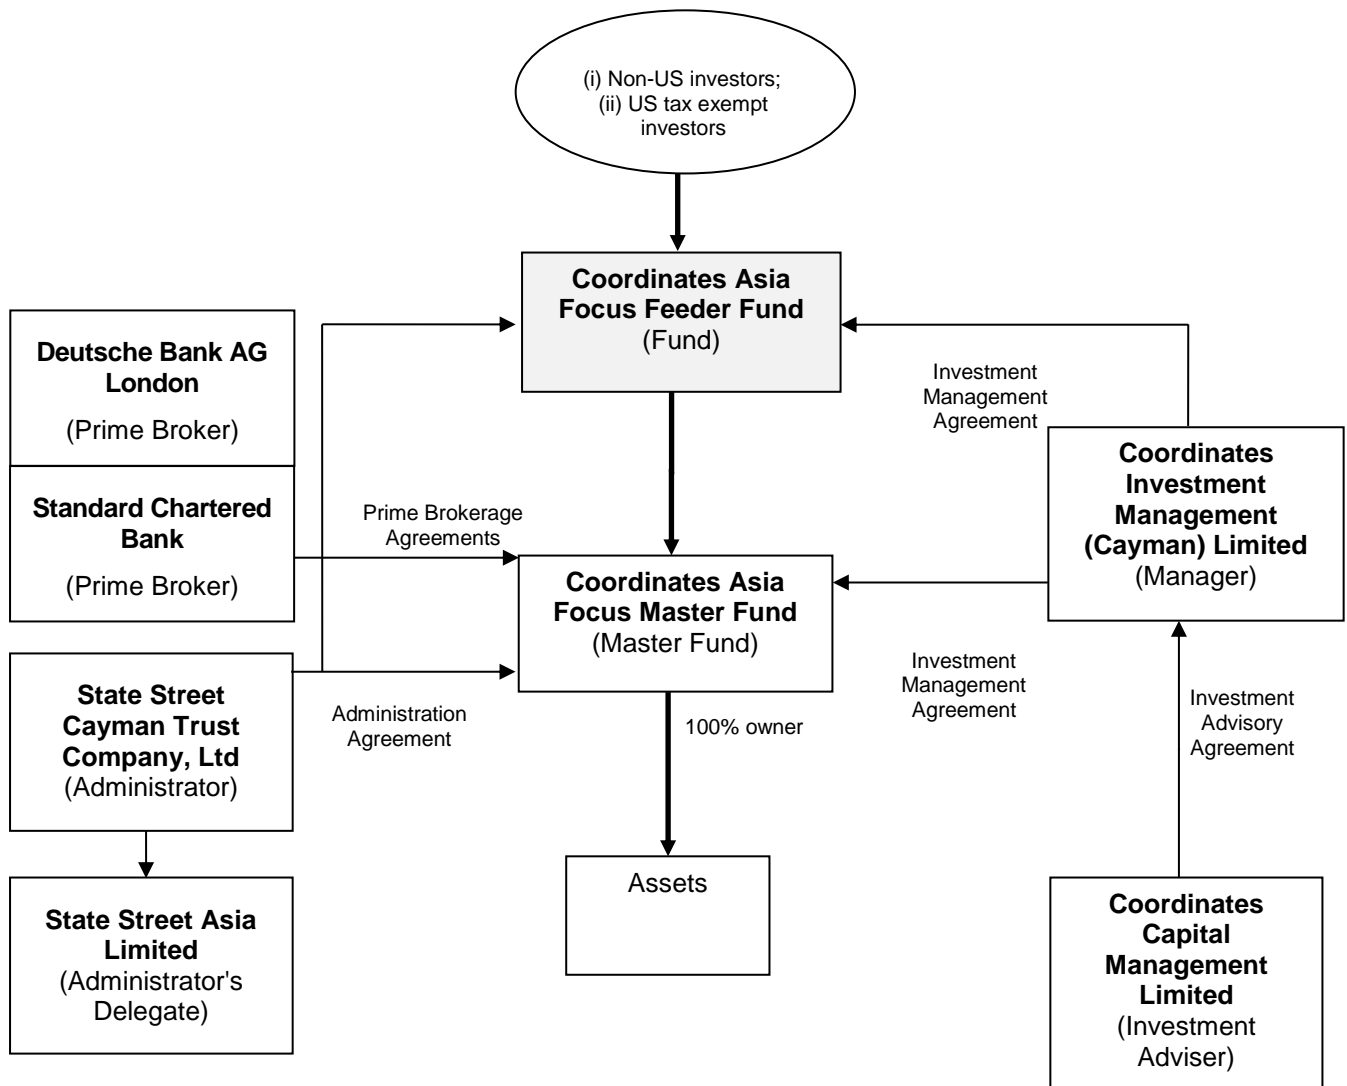 (i) Non-US investors;
(ii) US tax exempt
investors
Coordinates Asia
Focus Feeder Fund
(Fund)
Deutsche Bank AG
London
(Prime Broker)
Standard Chartered
Bank
(Prime Broker)
Prime Brokerage
Agreements
Investment
Management
Agreement
Coordinates
Investment
Management
(Cayman) Limited
(Manager)
Coordinates Asia
Focus Master Fund
(Master Fund)
State Street
Cayman Trust
Company, Ltd
(Administrator)
Administration
Agreement
100% owner
Investment
Management
Agreement
Investment
Advisory
Agreement
State Street Asia
Limited
(Administrator's
Delegate)
Assets
Coordinates
Capital
Management
Limited
(Investment
Adviser)